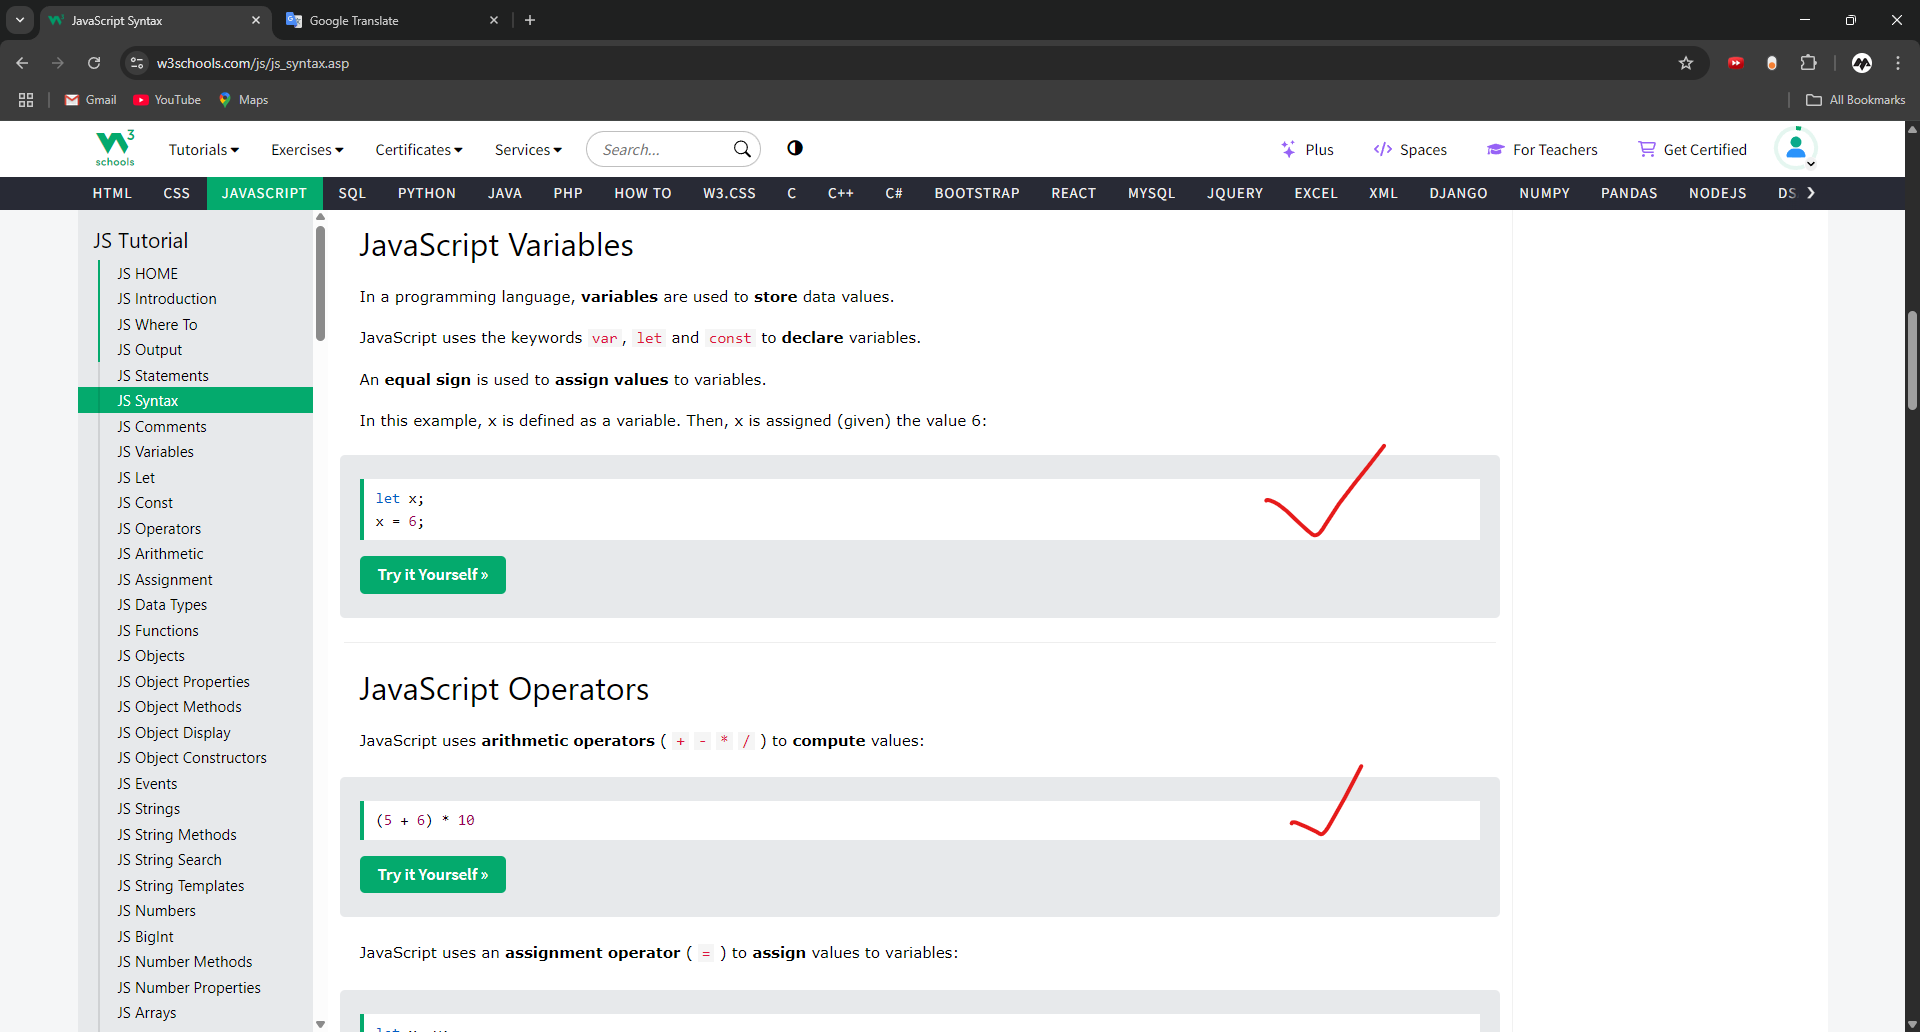 JavaScript Syntax
Google Translate
w3schools.com/js/js_syntax.asp
Gmail
YouTube
Maps
All Bookmarks
W3 schools
Tutorials
Exercises
Certificates
Services
Search...
Plus
Spaces
For Teachers
Get Certified
HTML
CSS
JAVASCRIPT
SQL
PYTHON
JAVA
PHP
HOW TO
W3.CSS
C
C++
C#
BOOTSTRAP
REACT
MYSQL
JQUERY
EXCEL
XML
DJANGO
NUMPY
PANDAS
NODEJS
JS Tutorial
JS HOME
JS Introduction
JS Where To
JS Output
JS Statements
JS Syntax
JS Comments
JS Variables
JS Let
JS Const
JS Operators
JS Arithmetic
JS Assignment
JS Data Types
JS Functions
JS Objects
JS Object Properties
JS Object Methods
JS Object Display
JS Object Constructors
JS Events
JS Strings
JS String Methods
JS String Search
JS String Templates
JS Numbers
JS BigInt
JS Number Methods
JS Number Properties
JS Arrays
JavaScript Variables
In a programming language, variables are used to store data values.
JavaScript uses the keywords var, let and const to declare variables.
An equal sign is used to assign values to variables.
In this example, x is defined as a variable. Then, x is assigned (given) the value 6:
let x;
x = 6;
Try it Yourself »
JavaScript Operators
JavaScript uses arithmetic operators ( + - * / ) to compute values:
(5 + 6) * 10
Try it Yourself »
JavaScript uses an assignment operator ( = ) to assign values to variables: